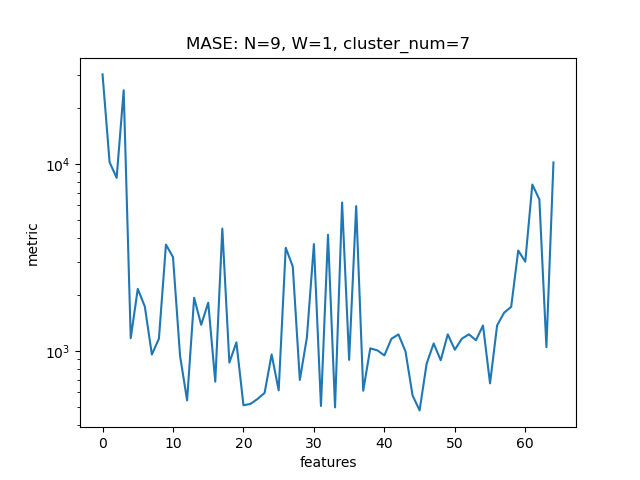 MASE: N=9, W=1, cluster_num=7
metric
10⁴
10³
0 10 20 30 40 50 60
features